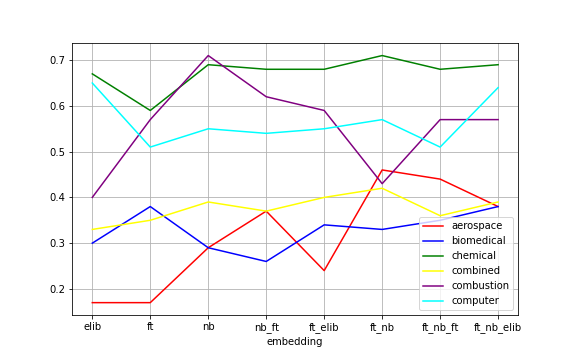 0.7
0.6
0.5
0.4
0.3
0.2
aerospace
biomedical
chemical
combined
combustion
computer
elib ft nb nb_ft ft_elib ft_nb ft_nb_ft ft_nb_elib
embedding